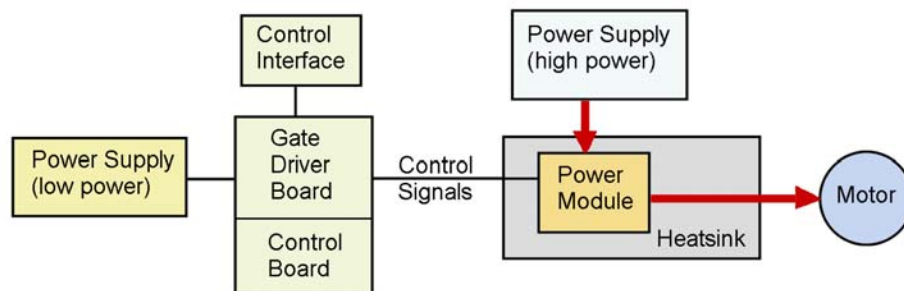 Control
Interface
Power Supply
(high power)
Power Supply
(low power)
Gate
Driver
Board
Control
Signals
Power
Module
Motor
Heatsink
Control
Board